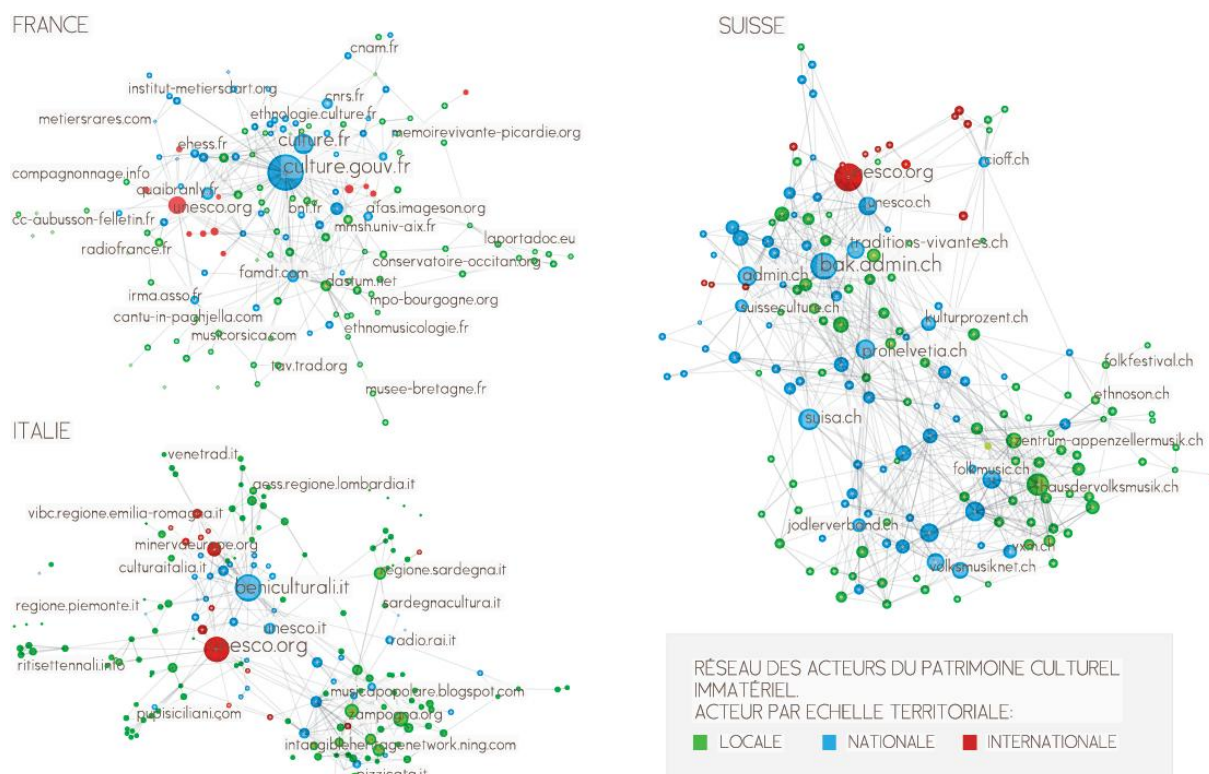 FRANCE
cnam.fr
institut-metiersdart.org
cnrs.fr
metiersrares.com
ethnologie.culture.fr
culture.fr
memoirevivante-picardie.org
ehess.fr
culture.gouv.fr
compagnonnage.info
quaibranly.fr
unesco.org
bnf.fr
afas.imageson.org
cc-aubusson-felletin.fr
mmsh.univ-aix.fr
radiofrance.fr
laportadoc.eu
conservatoire-occitan.org
famdt.com
dastum.net
irma.asso.fr
mpo-bourgogne.org
cantu-in-paghjella.com
musicorsica.com
ethnomusicologie.fr
trad.org
musee-bretagne.fr
SUISSE
cioff.ch
unesco.org
unesco.ch
traditions-vivantes.ch
bak.admin.ch
admin.ch
suisseculture.ch
kulturprozent.ch
prohelvetia.ch
folkfestival.ch
ethnoson.ch
suisa.ch
zentrum-appenzellermusik.ch
folkmusic.ch
hausdervolksmusik.ch
jodlerverband.ch
vxm.ch
volksmusiknet.ch
ITALIE
venetrad.it
aess.regione.lombardia.it
vibc.regione.emilia-romagna.it
minervaeurope.org
culturaitalia.it
regione.sardegna.it
beniculturali.it
regione.piemonte.it
sardegnacultura.it
unesco.it
esco.org
radio.rai.it
ritisettennali.info
musicapopolare.blogspot.com
pupisiciliani.com
zampogna.org
intangibleheritagenetwork.ning.com
pizzicata.it
RÉSEAU DES ACTEURS DU PATRIMOINE CULTUREL
IMMATÉRIEL.
ACTEUR PAR ECHELLE TERRITORIALE:
LOCALE NATIONALE INTERNATIONALE